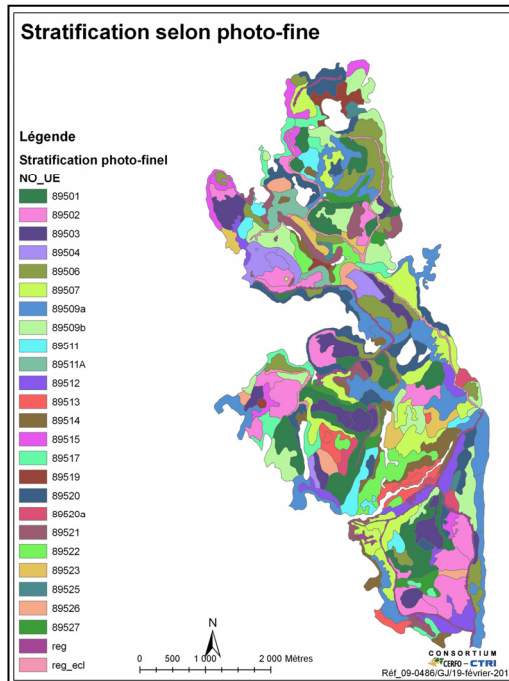 Stratification selon photo-fine
Légende
Stratification photo-finel
NO_UE
89501
89502
89503
89504
89506
89507
89509a
89509b
89511
89511A
89512
89513
89514
89515
89517
89519
89520
89520a
89521
89522
89523
89525
89526
89527
reg
reg_ecl
N
0 500 1 000 2 000 Mètres
CONSORTIUM
CERFO - CTRI
Réf_09-0486/GJ/19-février-201